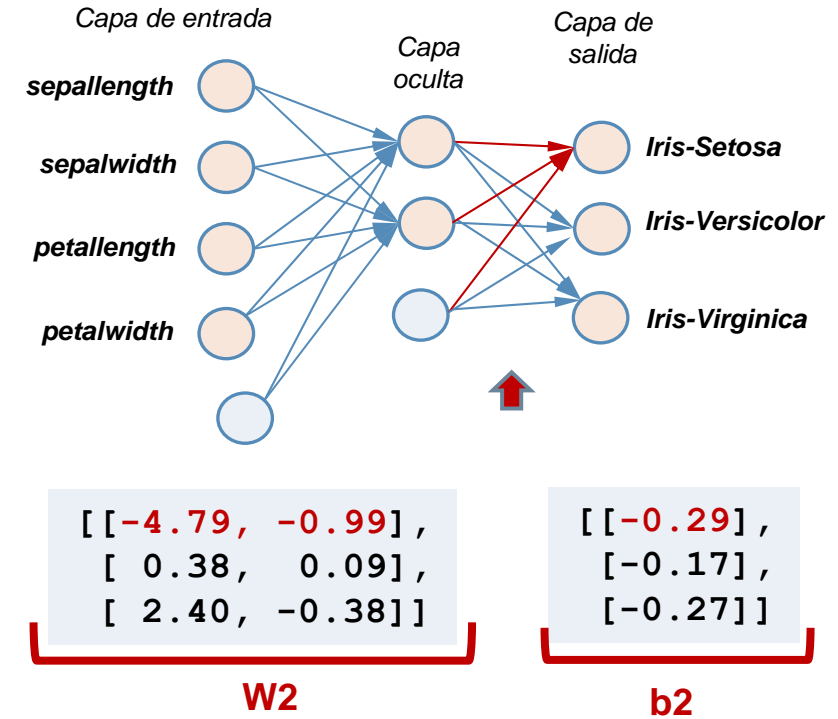 Capa de entrada
Capa
oculta
Capa de
salida
sepallength
sepalwidth
petallength
petalwidth
Iris-Setosa
Iris-Versicolor
Iris-Virginica
[[-4.79, -0.99],
[ 0.38, 0.09],
[ 2.40, -0.38]]
W2
[[-0.29],
[-0.17],
[-0.27]]
b2